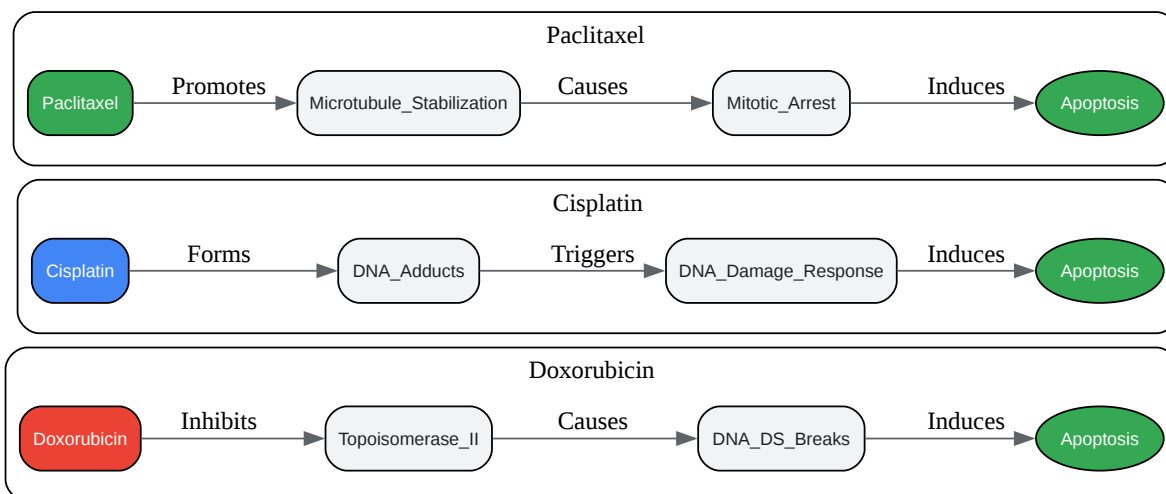 Paclitaxel
Paclitaxel Promotes Microtubule_Stabilization Causes Mitotic_Arrest Induces Apoptosis
Cisplatin
Cisplatin Forms DNA_Adducts Triggers DNA_Damage_Response Induces Apoptosis
Doxorubicin
Doxorubicin Inhibits Topoisomerase_II Causes DNA_DS_Breaks Induces Apoptosis